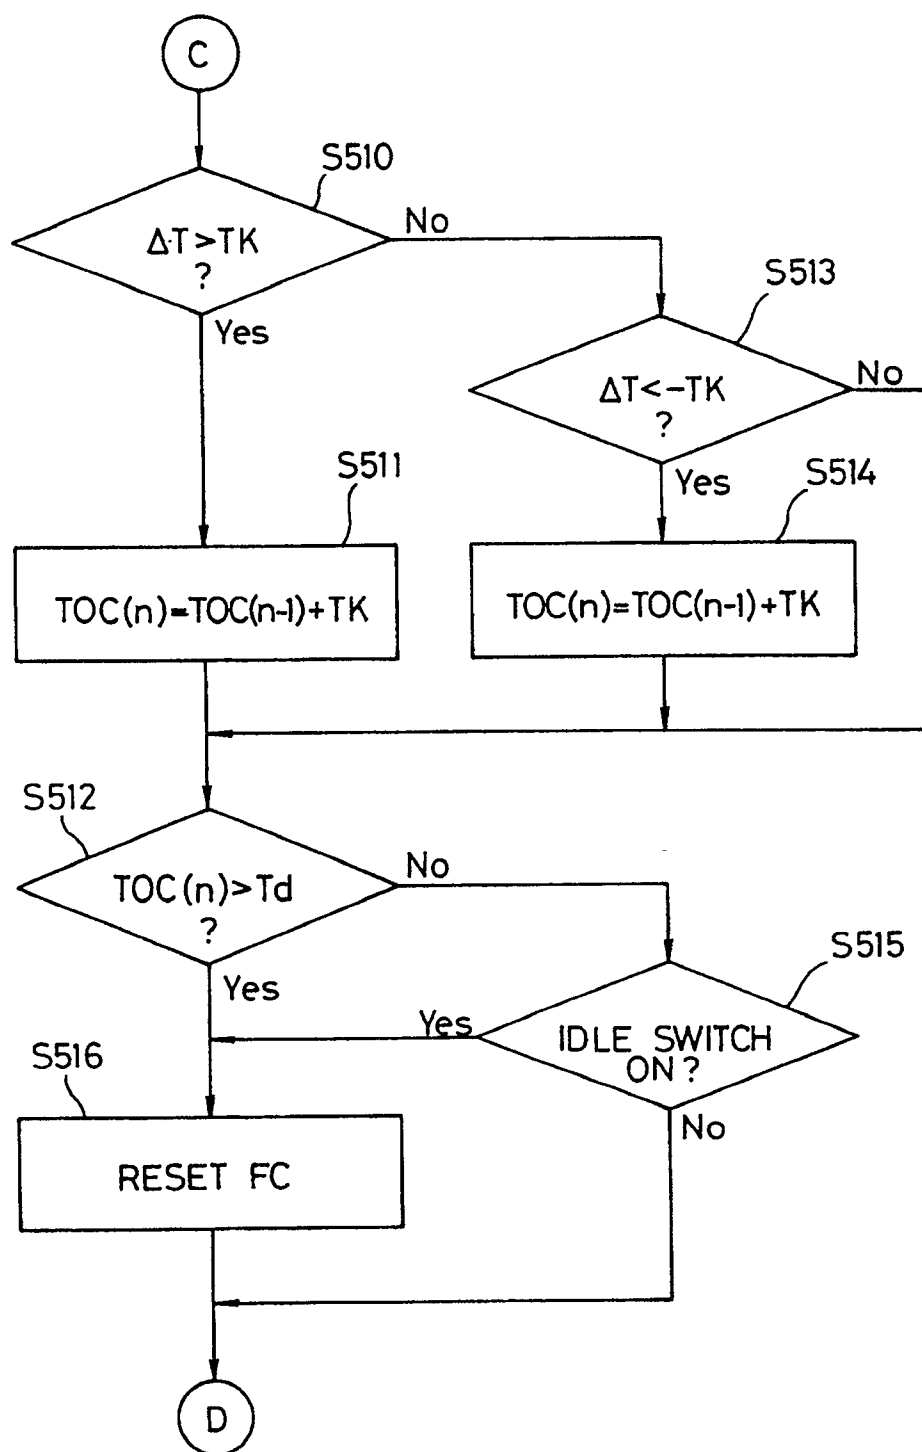 C
S510
ΔT>TK
?
No
Yes
S513
ΔT<-TK
?
No
Yes
S511
TOC(n)=TOC(n-1)+TK
S514
TOC(n)=TOC(n-1)+TK
S512
TOC(n)>Td
?
No
Yes
S515
IDLE SWITCH
ON?
Yes
No
S516
RESET FC
D